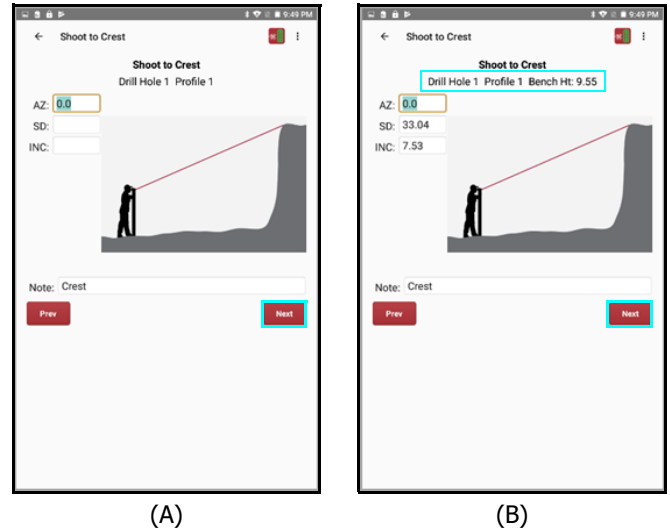 9:49 PM
Shoot to Crest
Shoot to Crest
Drill Hole 1 Profile 1
AZ: 0.0
SD:
INC:
Note: Crest
Prev Next
(A)
9:49 PM
Shoot to Crest
Shoot to Crest
Drill Hole 1 Profile 1 Bench Ht: 9.55
AZ: 0.0
SD: 33.04
INC: 7.53
Note: Crest
Prev Next
(B)